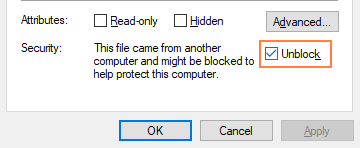 Attributes: Read-only Hidden Advanced...
Security: This file came from another
computer and might be blocked to Unblock
help protect this computer.
OK Cancel Apply